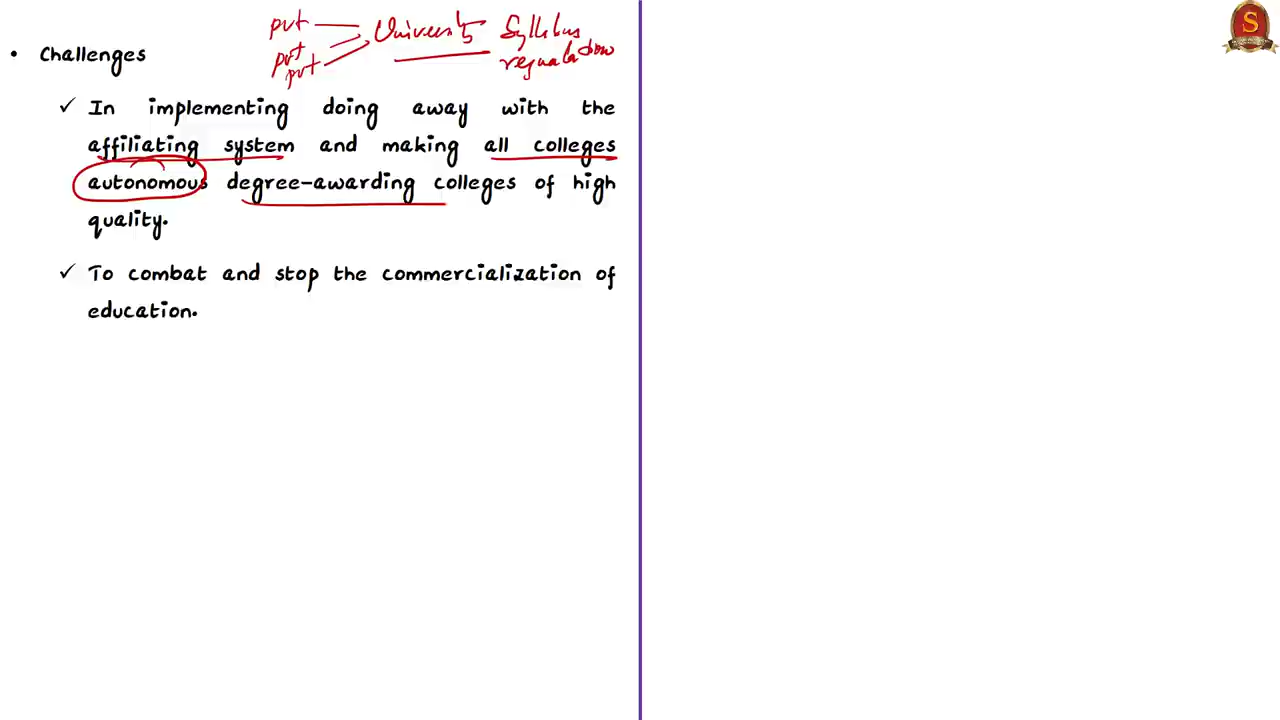 pvt University Syllabus
pvt regualation
pvt
• Challenges
✓ In implementing doing away with the
affiliating system and making all colleges
autonomous degree-awarding colleges of high
quality.
✓ To combat and stop the commercialization of
education.
S